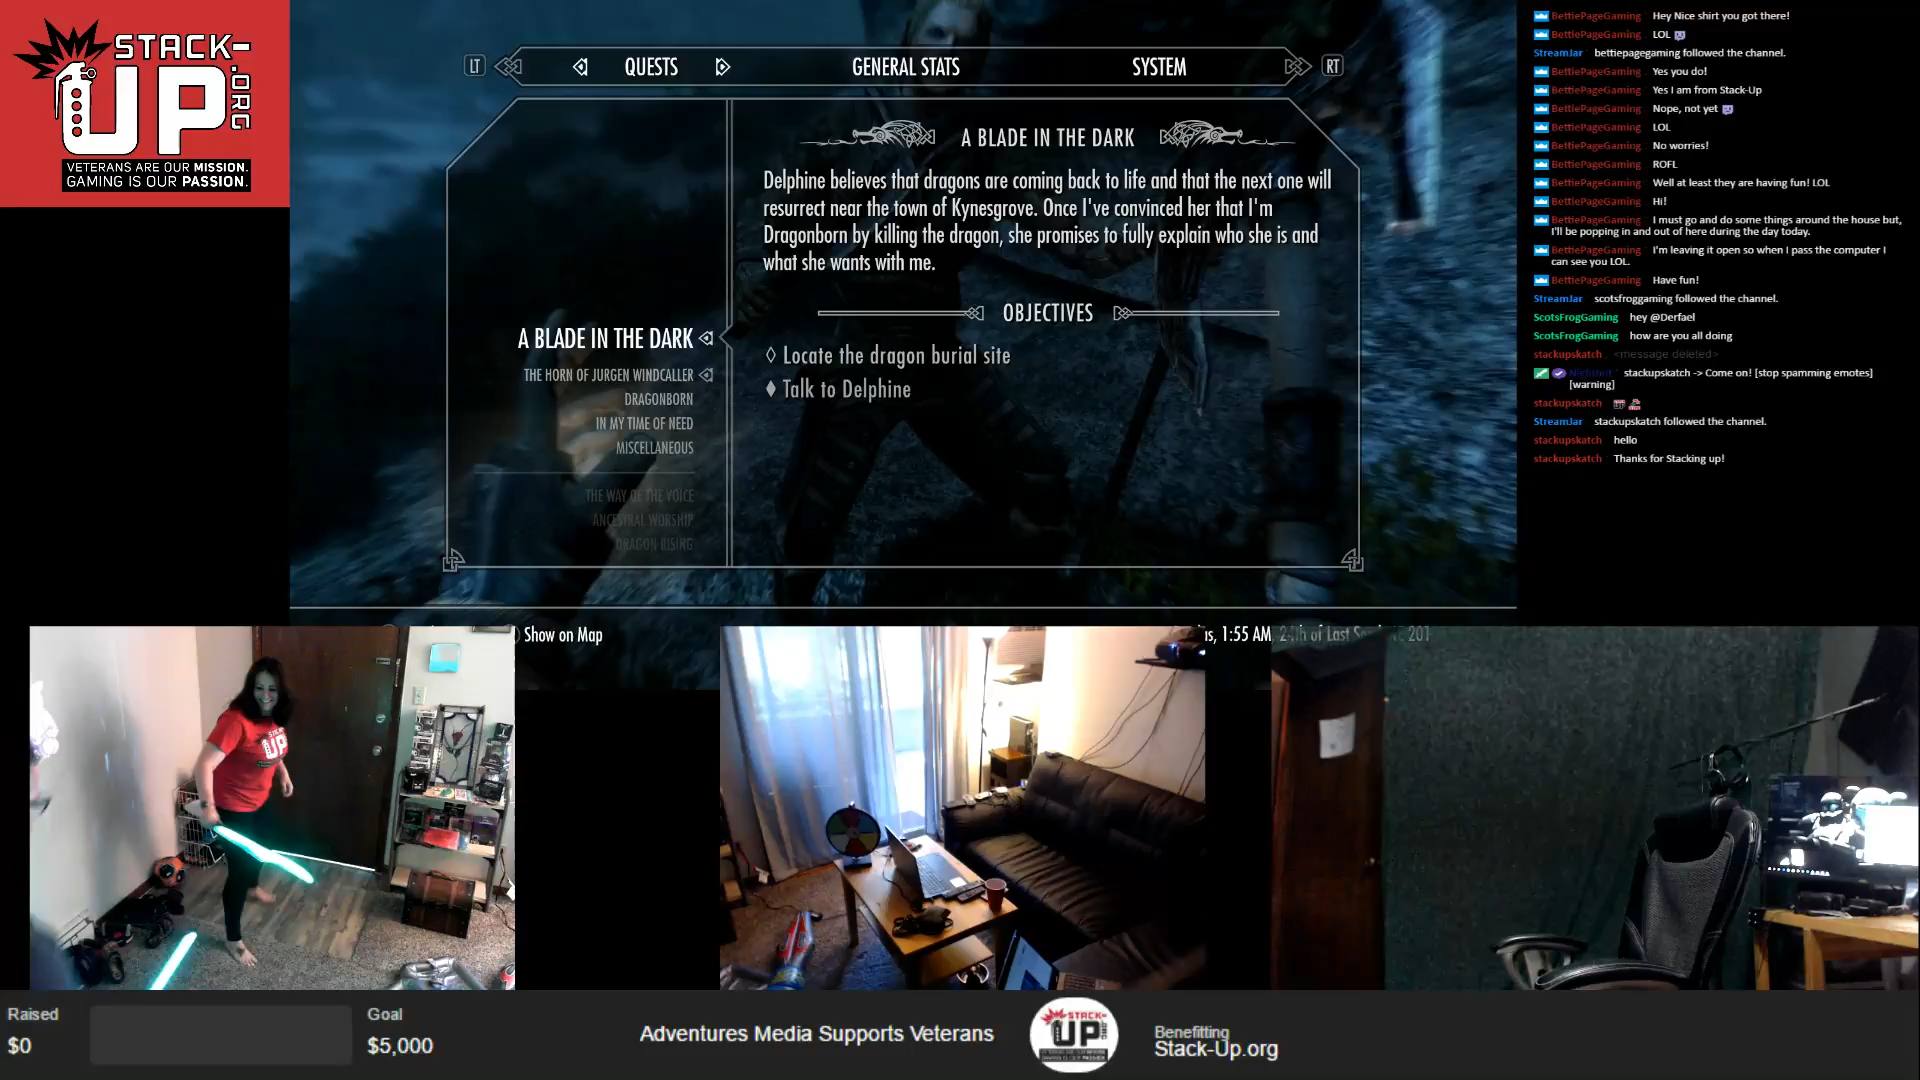 STACK-
UP
.ORG
VETERANS ARE OUR MISSION.
GAMING IS OUR PASSION.
LT
QUESTS
GENERAL STATS
SYSTEM
RT
A BLADE IN THE DARK
Delphine believes that dragons are coming back to life and that the next one will
resurrect near the town of Kynesgrove. Once I've convinced her that I'm
Dragonborn by killing the dragon, she promises to fully explain who she is and
what she wants with me.
OBJECTIVES
Locate the dragon burial site
Talk to Delphine
A BLADE IN THE DARK
THE HORN OF JURGEN WINDCALLER
DRAGONBORN
IN MY TIME OF NEED
MISCELLANEOUS
THE WAY OF THE VOICE
ANCESTRAL WORSHIP
DRAGON RISING
Show on Map
1:55 AM,
BettiePageGaming Hey Nice shirt you got there!
BettiePageGaming LOL
StreamJar bettiepagegaming followed the channel.
BettiePageGaming Yes you do!
BettiePageGaming Yes I am from Stack-Up
BettiePageGaming Nope, not yet
BettiePageGaming LOL
BettiePageGaming No worries!
BettiePageGaming ROFL
BettiePageGaming Well at least they are having fun! LOL
BettiePageGaming Hi!
BettiePageGaming I must go and do some things around the house but,
I'll be popping in and out of here during the day today.
BettiePageGaming I'm leaving it open so when I pass the computer I
can see you LOL.
BettiePageGaming Have fun!
StreamJar scotsfroggaming followed the channel.
ScotsFrogGaming hey @Derfael
ScotsFrogGaming how are you all doing
stackupskatch <message deleted>
stackupskatch -> Come on! [stop spamming emotes]
[warning]
stackupskatch
StreamJar stackupskatch followed the channel.
stackupskatch hello
stackupskatch Thanks for Stacking up!
STACK
UP
Raised
$0
Goal
$5,000
Adventures Media Supports Veterans
STACK-
UP
Benefitting
Stack-Up.org